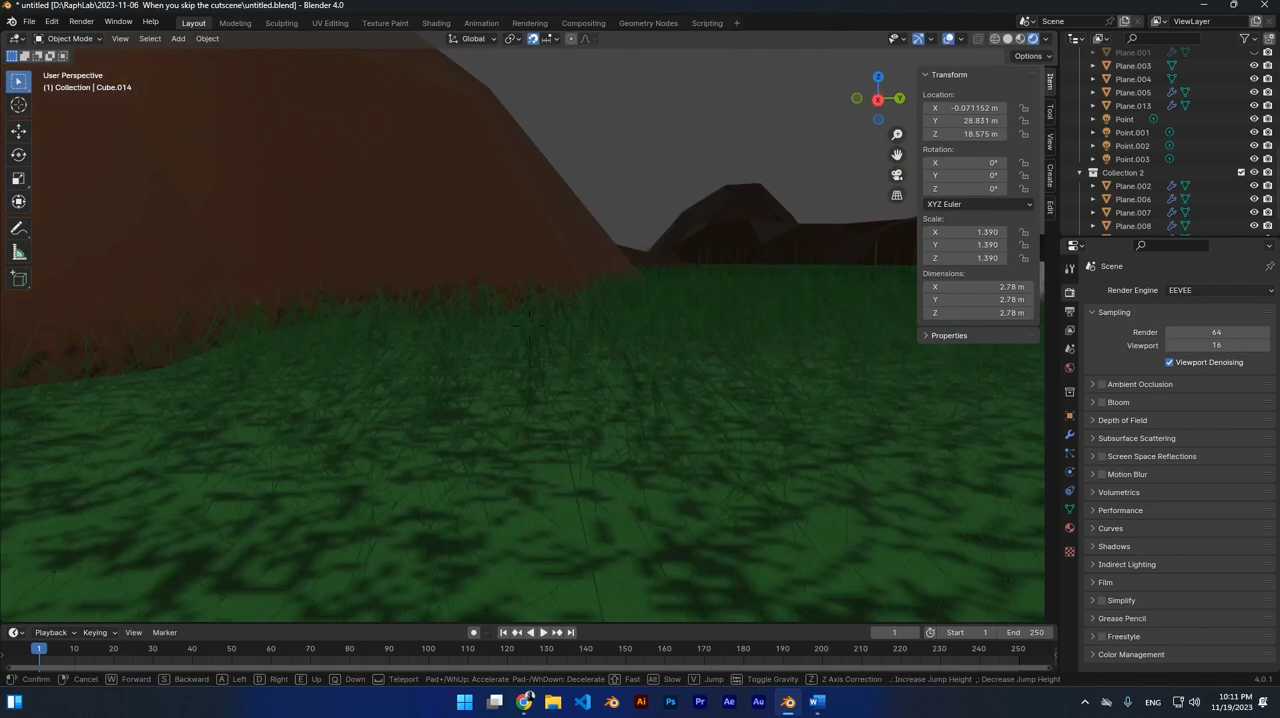 * untitled [D:\RaphLab\2023-11-06 When you skip the cutscene\untitled.blend] - Blender 4.0
File Edit Render Window Help Layout Modeling Sculpting UV Editing Texture Paint Shading Animation Rendering Compositing Geometry Nodes Scripting + Scene ViewLayer
Object Mode View Select Add Object Global
Options
User Perspective
(1) Collection | Cube.014
Z
Y
X
Transform
Location:
X -0.071152 m
Y 28.831 m
Z 18.575 m
Rotation:
X 0°
Y 0°
Z 0°
XYZ Euler
Scale:
X 1.390
Y 1.390
Z 1.390
Dimensions:
X 2.78 m
Y 2.78 m
Z 2.78 m
Properties
Item
Tool
View
Create
Edit
Plane.001
Plane.003
Plane.004
Plane.005
Plane.013
Point
Point.001
Point.002
Point.003
Collection 2
Plane.002
Plane.006
Plane.007
Plane.008
Scene
Render Engine EEVEE
Sampling
Render 64
Viewport 16
Viewport Denoising
Ambient Occlusion
Bloom
Depth of Field
Subsurface Scattering
Screen Space Reflections
Motion Blur
Volumetrics
Performance
Curves
Shadows
Indirect Lighting
Film
Simplify
Grease Pencil
Freestyle
Color Management
Playback Keying View Marker 1 Start 1 End 250
1 10 20 30 40 50 60 70 80 90 100 110 120 130 140 150 160 170 180 190 200 210 220 230 240 250
Confirm Cancel W Forward S Backward A Left D Right E Up Q Down Teleport Pad+/WhUp: Accelerate Pad-/WhDown: Decelerate Fast Alt Slow V Jump Tab Toggle Gravity Z Z Axis Correction .: Increase Jump Height ,: Decrease Jump Height 4.0.1
Ai Ps Pr Ae Au ENG 10:11 PM
11/19/2023